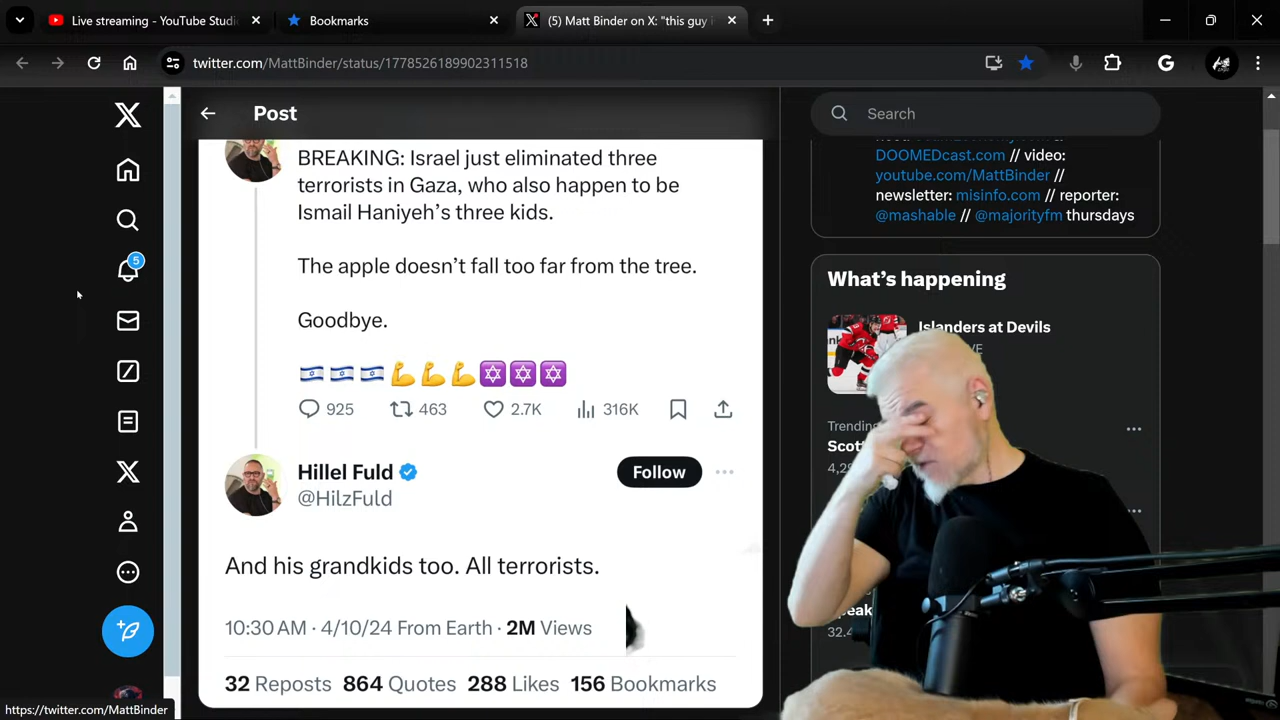 Live streaming - YouTube Studi
Bookmarks
(5) Matt Binder on X: "this guy i
twitter.com/MattBinder/status/1778526189902311518
Post
Search
BREAKING: Israel just eliminated three
terrorists in Gaza, who also happen to be
Ismail Haniyeh's three kids.
The apple doesn't fall too far from the tree.
Goodbye.
🇮🇱🇮🇱🇮🇱💪💪💪🔯🔯🔯
925 463 2.7K 316K
Hillel Fuld
@HilzFuld
Follow
And his grandkids too. All terrorists.
10:30 AM · 4/10/24 From Earth · 2M Views
32 Reposts 864 Quotes 288 Likes 156 Bookmarks
5
DOOMEDcast.com // video:
youtube.com/MattBinder //
newsletter: misinfo.com // reporter:
@mashable // @majorityfm thursdays
What's happening
Islanders at Devils
Trending
https://twitter.com/MattBinder